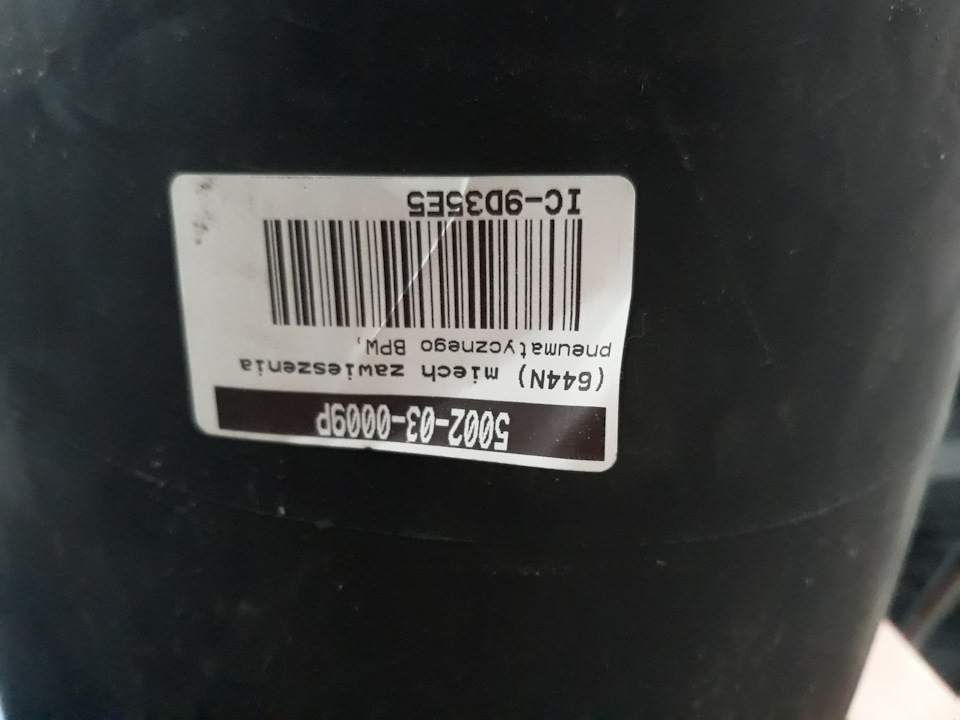 5002-03-0009P
(644N) miech zawieszenia
pneumatycznego BPW,
IC-9D35E5